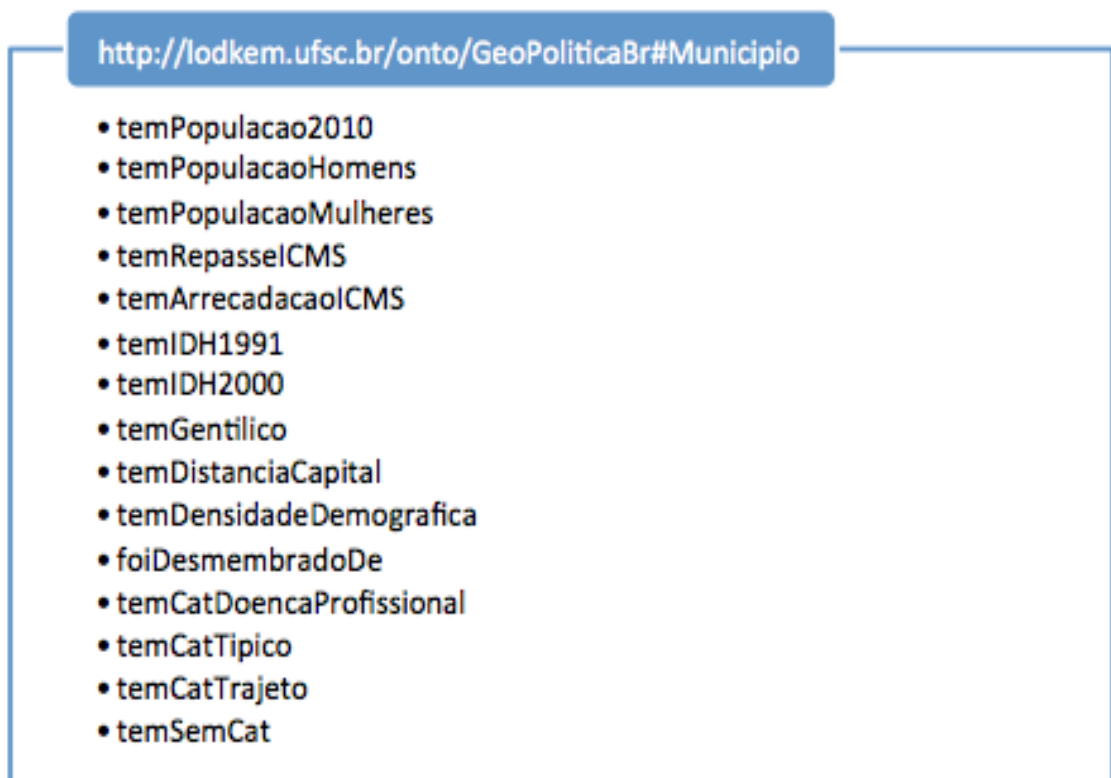 http://lodkem.ufsc.br/onto/GeoPoliticaBr#Municipio
• temPopulacao2010
• temPopulacaoHomens
• temPopulacaoMulheres
• temRepasseICMS
• temArrecadacaoICMS
• temIDH1991
• temIDH2000
• temGentilico
• temDistanciaCapital
• temDensidadeDemografica
• foiDesmembradoDe
• temCatDoencaProfissional
• temCatTipico
• temCatTrajeto
• temSemCat